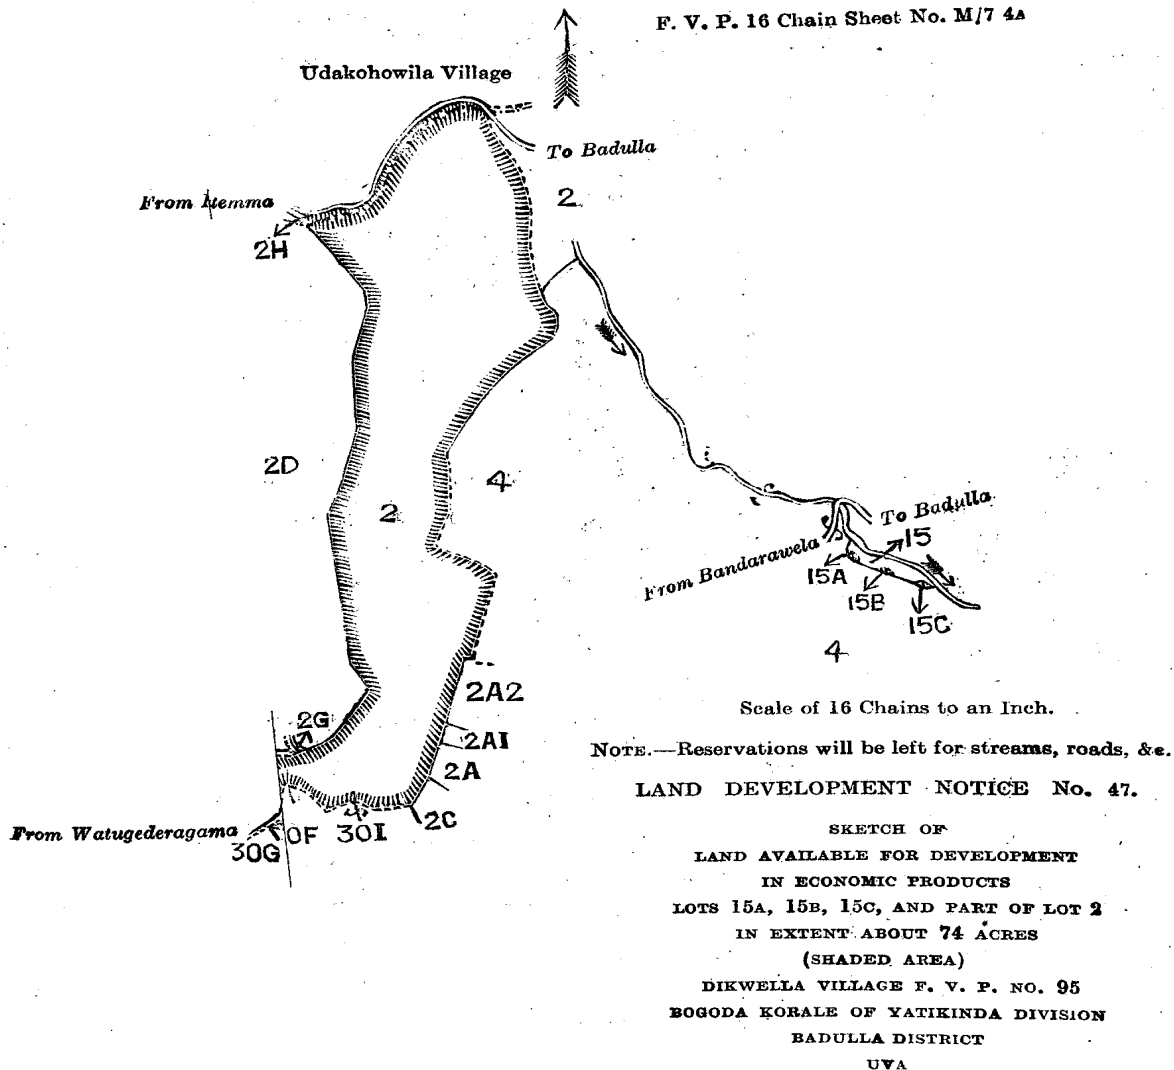 F. V. P. 16 Chain Sheet No. M/7 4A
Udakohowila Village
To Badulla
2
From Itemma
2H
2D
2
4
To Badulla
15
From Bandarawela
15A
15B
15C
4
2A2
2G
2A1
2A
2C
From Watugederagama
30G
0F
30I
Scale of 16 Chains to an Inch.
NOTE.—Reservations will be left for streams, roads, &c.
LAND DEVELOPMENT NOTICE No. 47.
SKETCH OF
LAND AVAILABLE FOR DEVELOPMENT
IN ECONOMIC PRODUCTS
LOTS 15A, 15B, 15C, AND PART OF LOT 2
IN EXTENT ABOUT 74 ACRES
(SHADED AREA)
DIKWELLA VILLAGE F. V. P. NO. 95
BOGODA KORALE OF YATIKINDA DIVISION
BADULLA DISTRICT
UVA